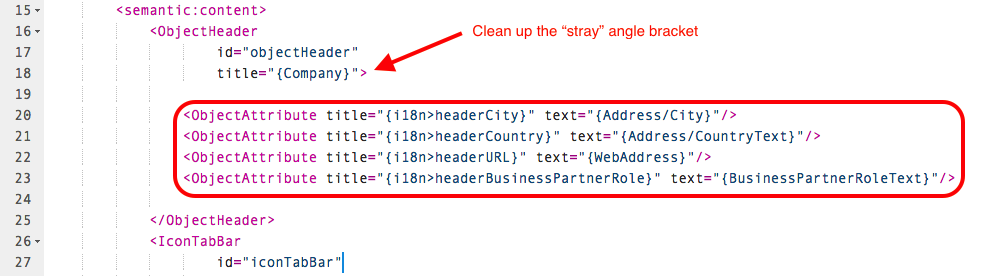 15 <semantic:content>
16 <ObjectHeader
Clean up the “stray” angle bracket
17 id="objectHeader"
18 title="{Company}">
19
20 <ObjectAttribute title="{i18n>headerCity}" text="{Address/City}"/>
21 <ObjectAttribute title="{i18n>headerCountry}" text="{Address/CountryText}"/>
22 <ObjectAttribute title="{i18n>headerURL}" text="{WebAddress}"/>
23 <ObjectAttribute title="{i18n>headerBusinessPartnerRole}" text="{BusinessPartnerRoleText}"/>
24
25 </ObjectHeader>
26 <IconTabBar
27 id="iconTabBar"